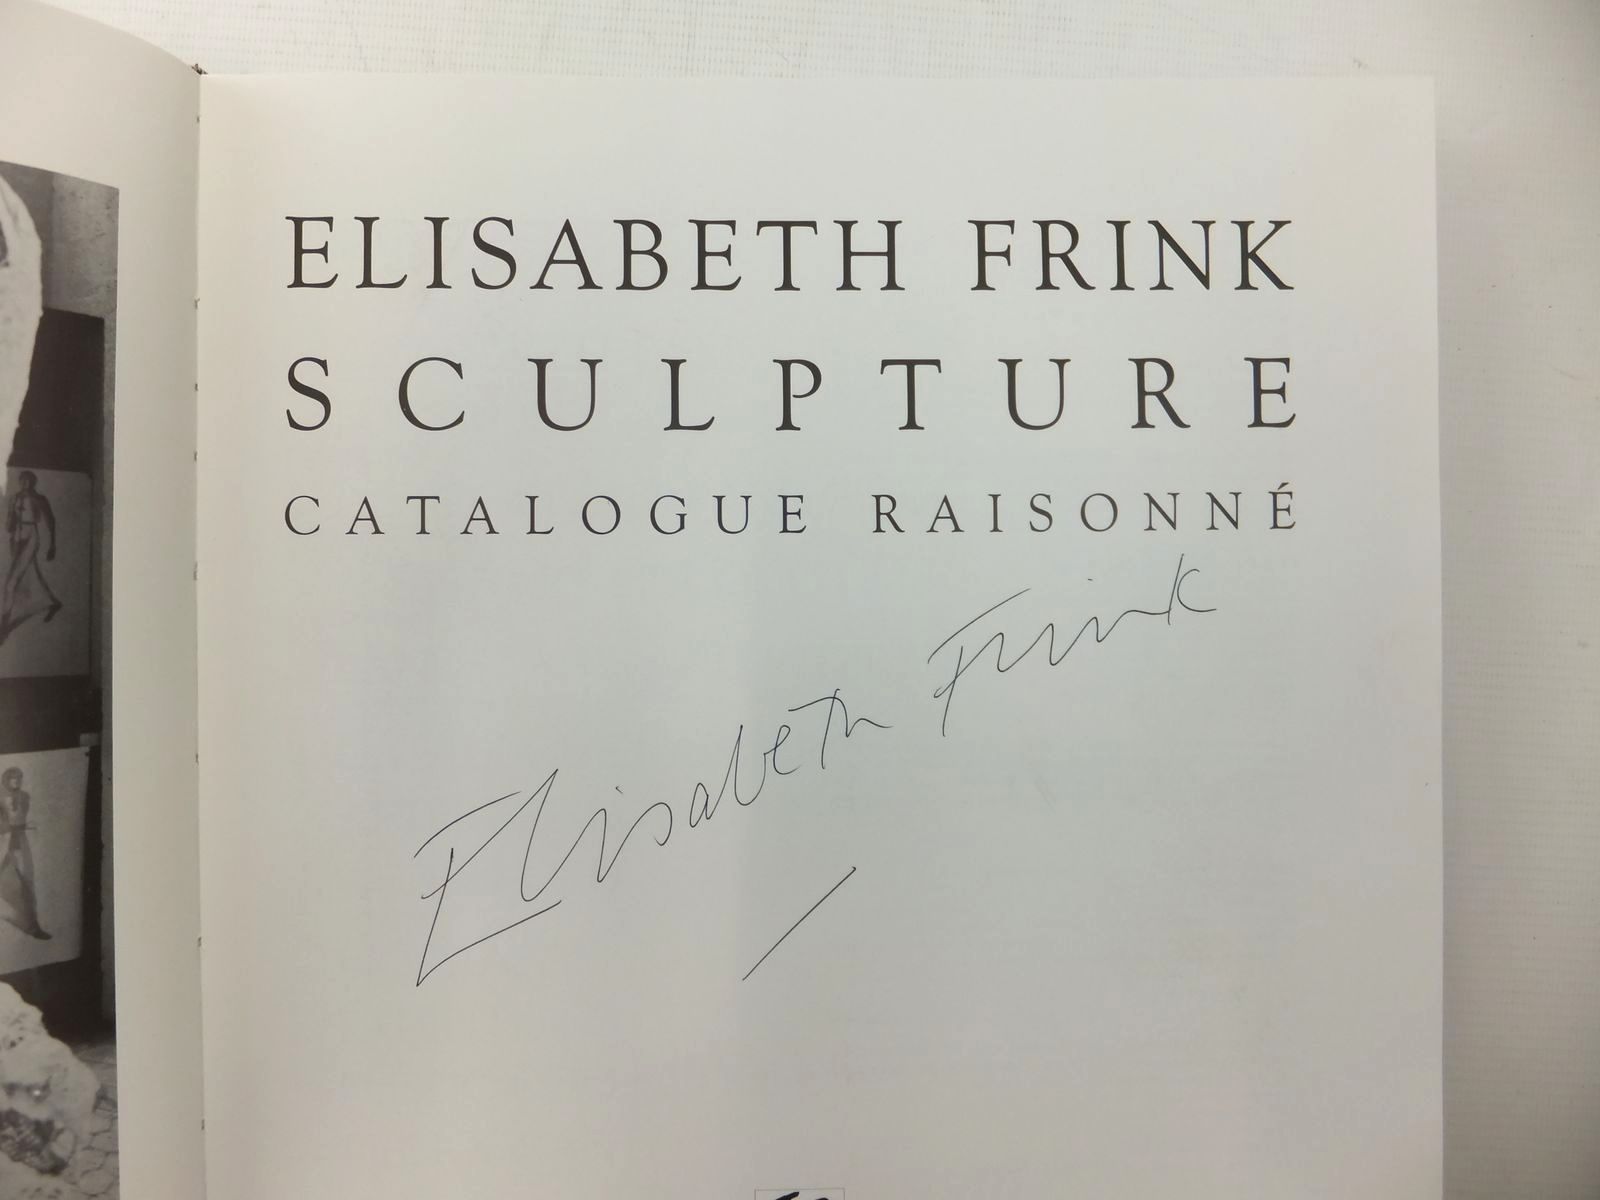 ELISABETH FRINK
SCULPTURE
CATALOGUE RAISONNÉ
Elisabeth Frink